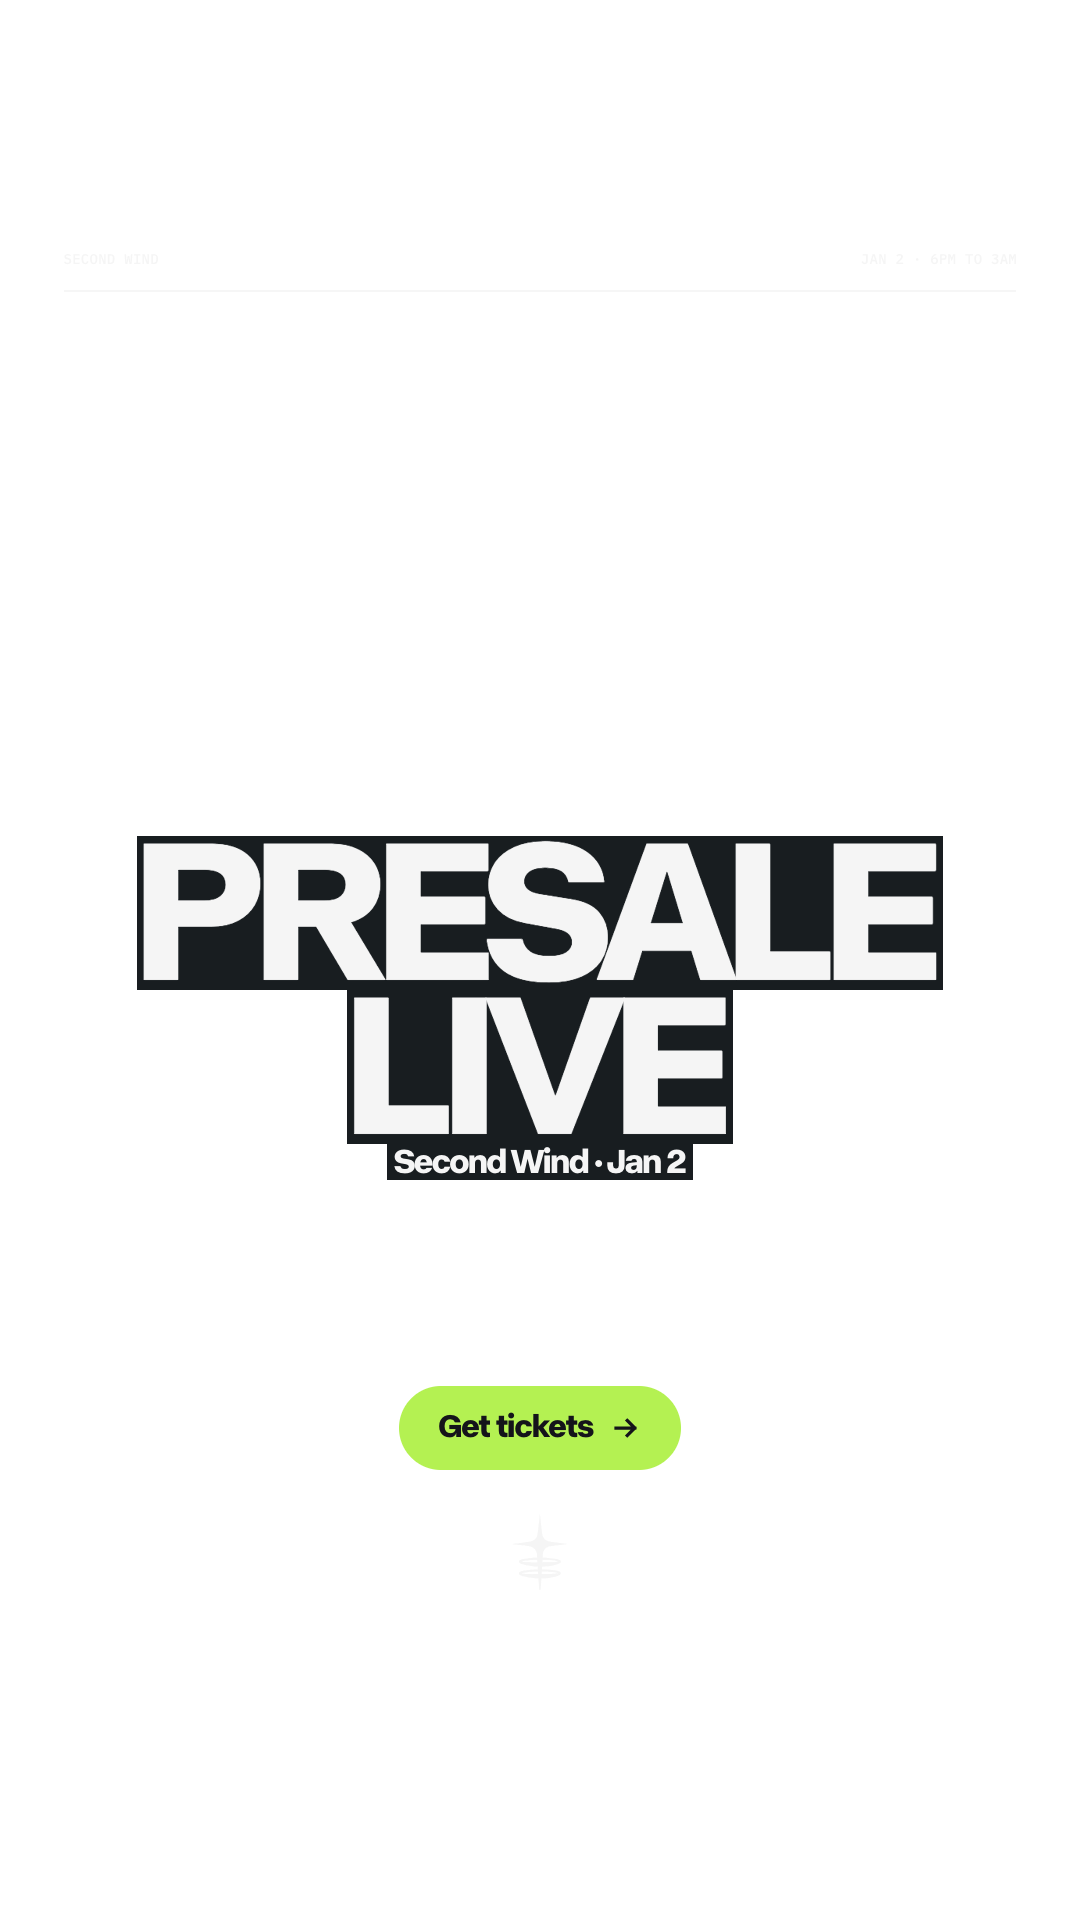 SECOND WIND
JAN 2 · 6PM TO 3AM
PRESALE
LIVE
Second Wind · Jan 2
Get tickets →